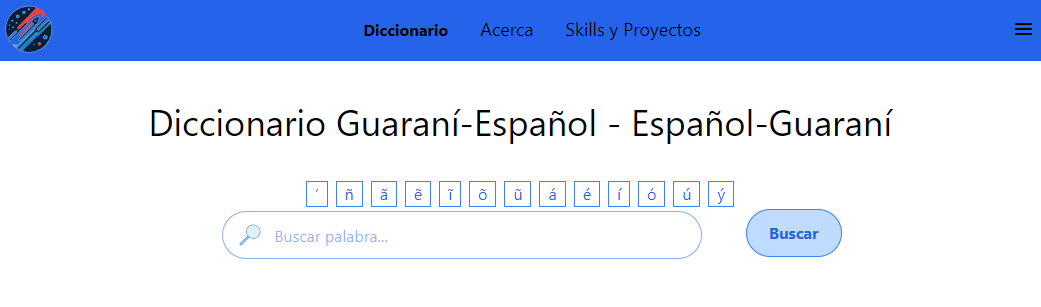 Diccionario Acerca Skills y Proyectos
Diccionario Guaraní-Español - Español-Guaraní
´ ñ ã ẽ ĩ õ ũ á é í ó ú ý
Buscar palabra... Buscar